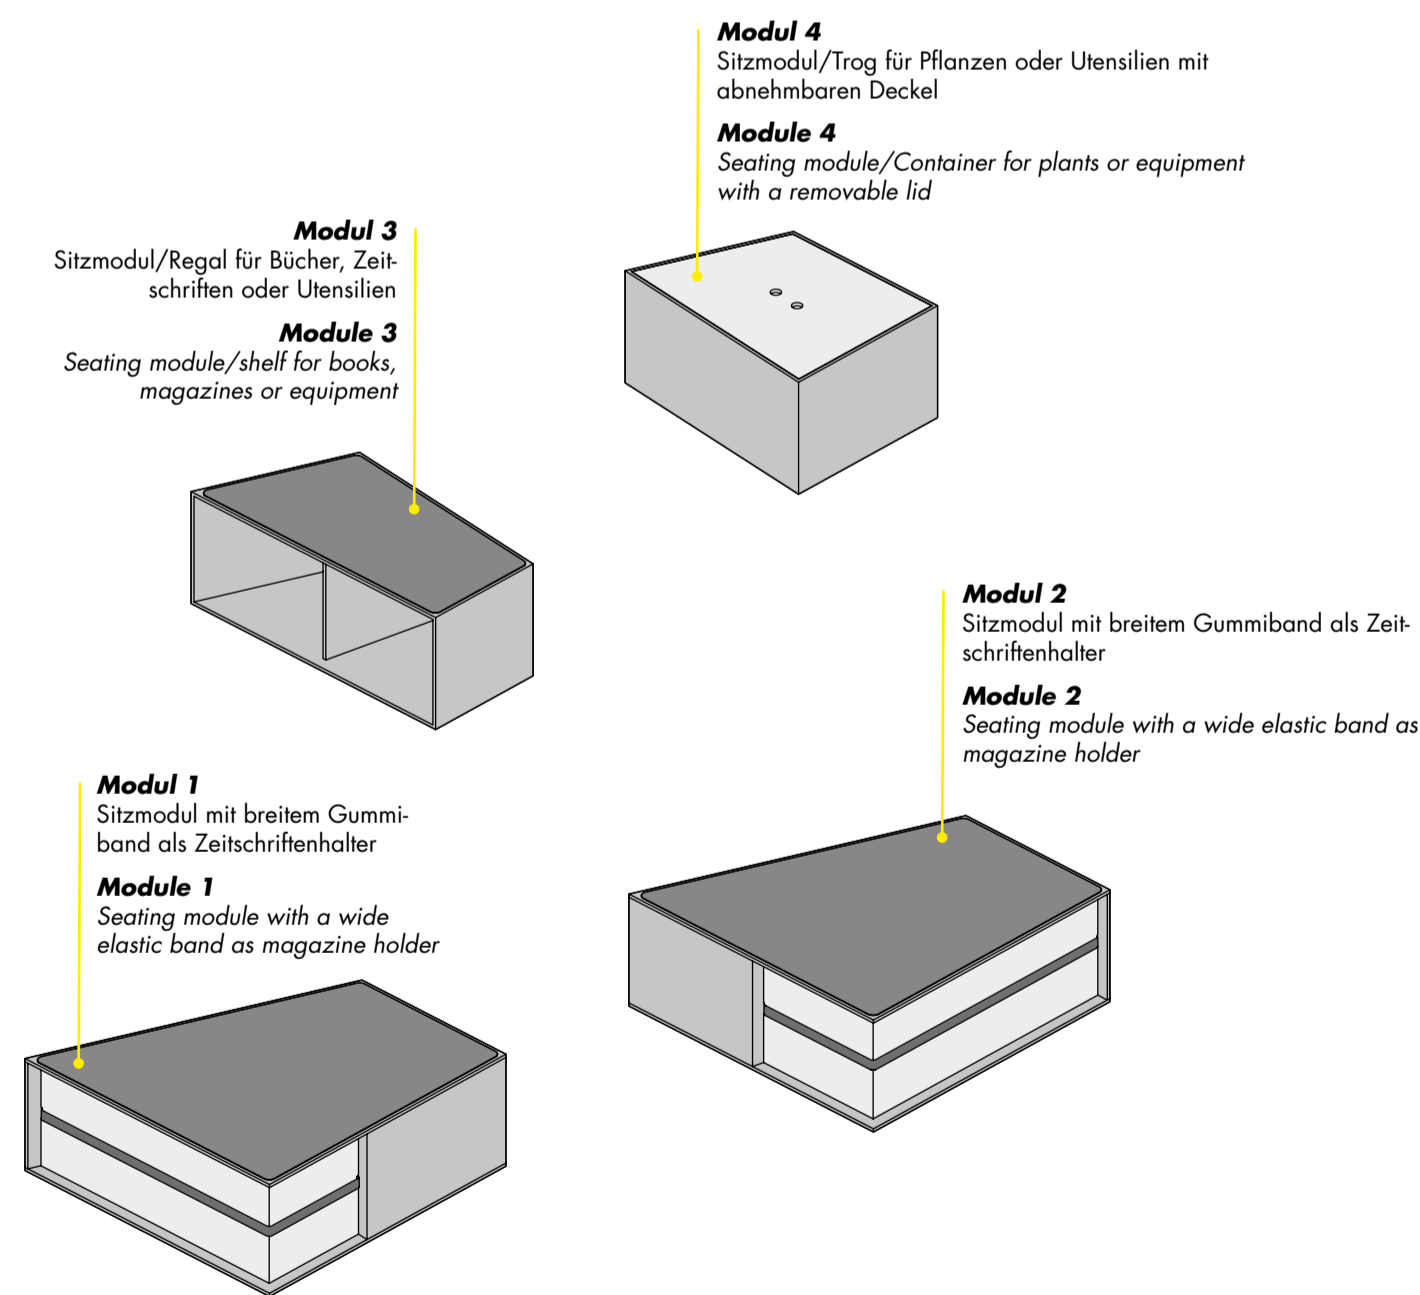 Modul 4
Sitzmodul/Trog für Pflanzen oder Utensilien mit
abnehmbaren Deckel
Module 4
Seating module/Container for plants or equipment
with a removable lid
Modul 3
Sitzmodul/Regal für Bücher, Zeit-
schriften oder Utensilien
Module 3
Seating module/shelf for books,
magazines or equipment
Modul 2
Sitzmodul mit breitem Gummiband als Zeit-
schriftenhalter
Module 2
Seating module with a wide elastic band as
magazine holder
Modul 1
Sitzmodul mit breitem Gummi-
band als Zeitschriftenhalter
Module 1
Seating module with a wide
elastic band as magazine holder